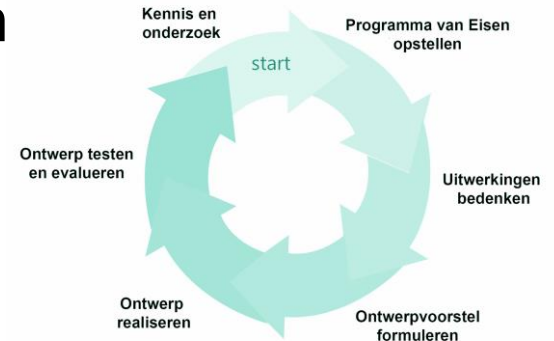 Kennis en
onderzoek
start
Programma van Eisen
opstellen
Uitwerkingen
bedenken
Ontwerpvoorstel
formuleren
Ontwerp
realiseren
Ontwerp testen
en evalueren